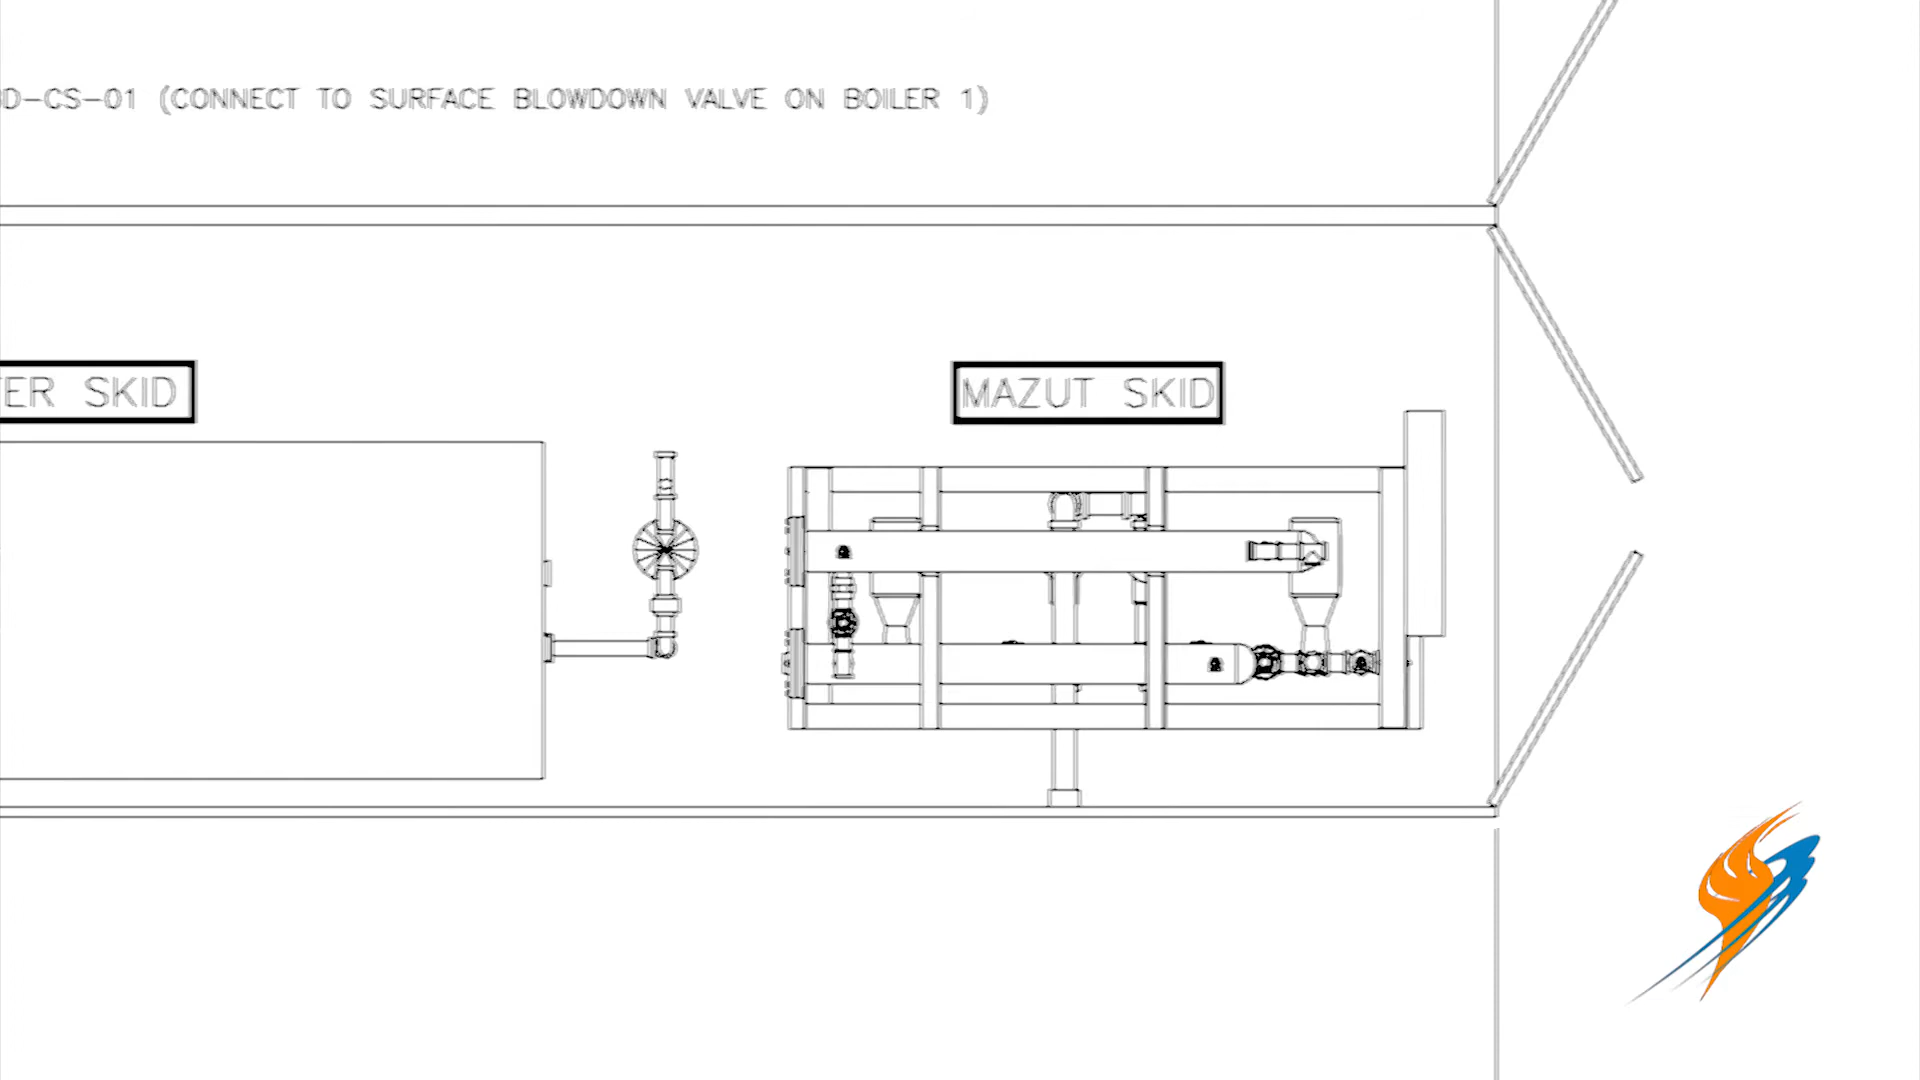 D-CS-01 (CONNECT TO SURFACE BLOWDOWN VALVE ON BOILER 1)
ER SKID
MAZUT SKID